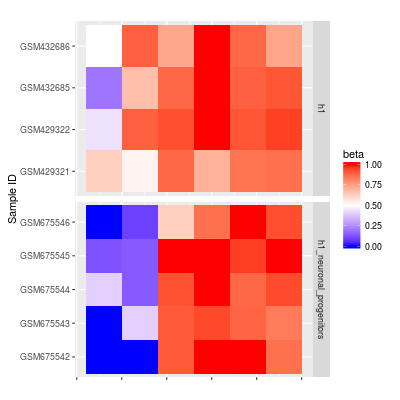 GSM432686
GSM432685
GSM429322
GSM429321
h1
GSM675546
GSM675545
GSM675544
GSM675543
GSM675542
h1_neuronal_progenitors
Sample ID
beta
1.00
0.75
0.50
0.25
0.00